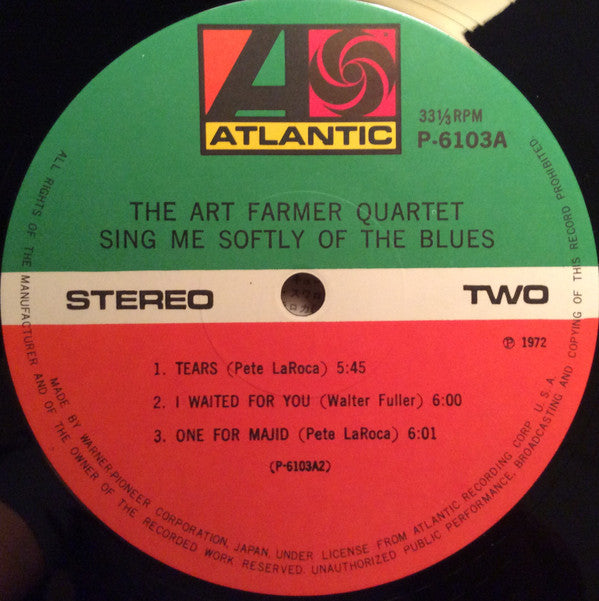 ATLANTIC
33⅓ RPM
P-6103A
THE ART FARMER QUARTET
SING ME SOFTLY OF THE BLUES
STEREO
TWO
℗ 1972
1. TEARS (Pete LaRoca) 5:45
2. I WAITED FOR YOU (Walter Fuller) 6:00
3. ONE FOR MAJID (Pete LaRoca) 6:01
(P-6103A2)
ALL RIGHTS OF THE MANUFACTURER AND OF THE OWNER OF THE RECORDED WORK RESERVED. UNAUTHORIZED PUBLIC PERFORMANCE, BROADCASTING AND COPYING OF THIS RECORD PROHIBITED.
MADE BY WARNER-PIONEER CORPORATION, JAPAN, UNDER LICENSE FROM ATLANTIC RECORDING CORP. U.S.A.